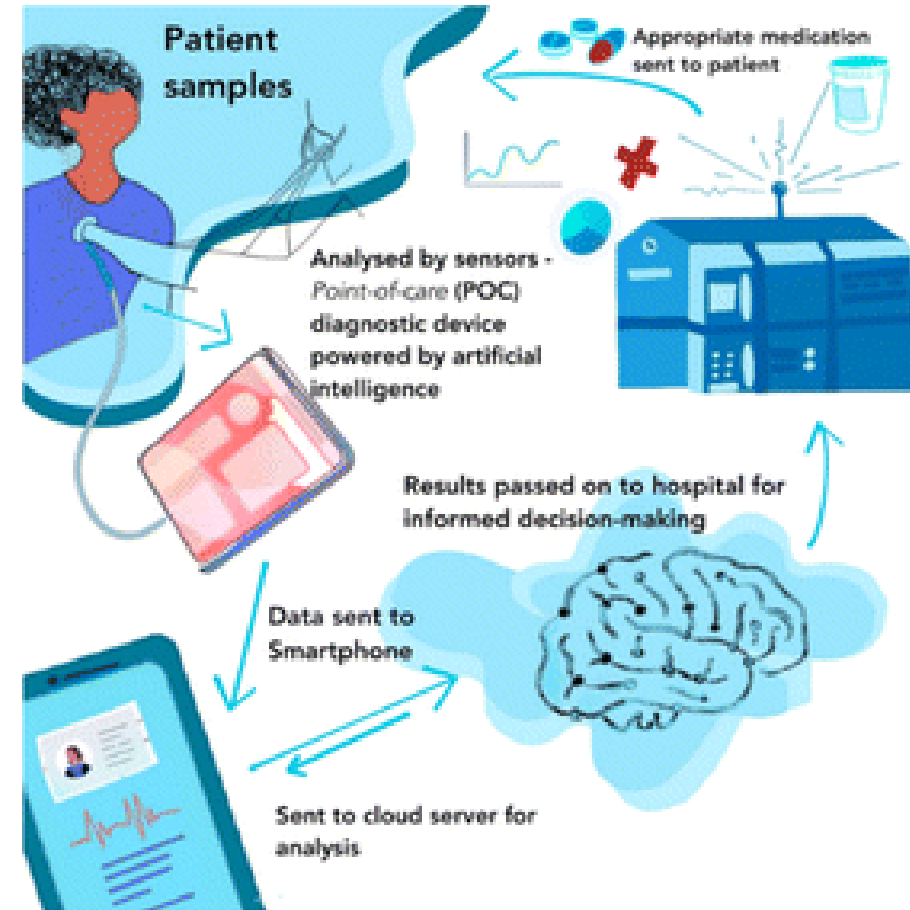 Patient
samples
Appropriate medication
sent to patient
Analysed by sensors -
Point-of-care (POC)
diagnostic device
powered by artificial
intelligence
Results passed on to hospital for
informed decision-making
Data sent to
Smartphone
Sent to cloud server for
analysis